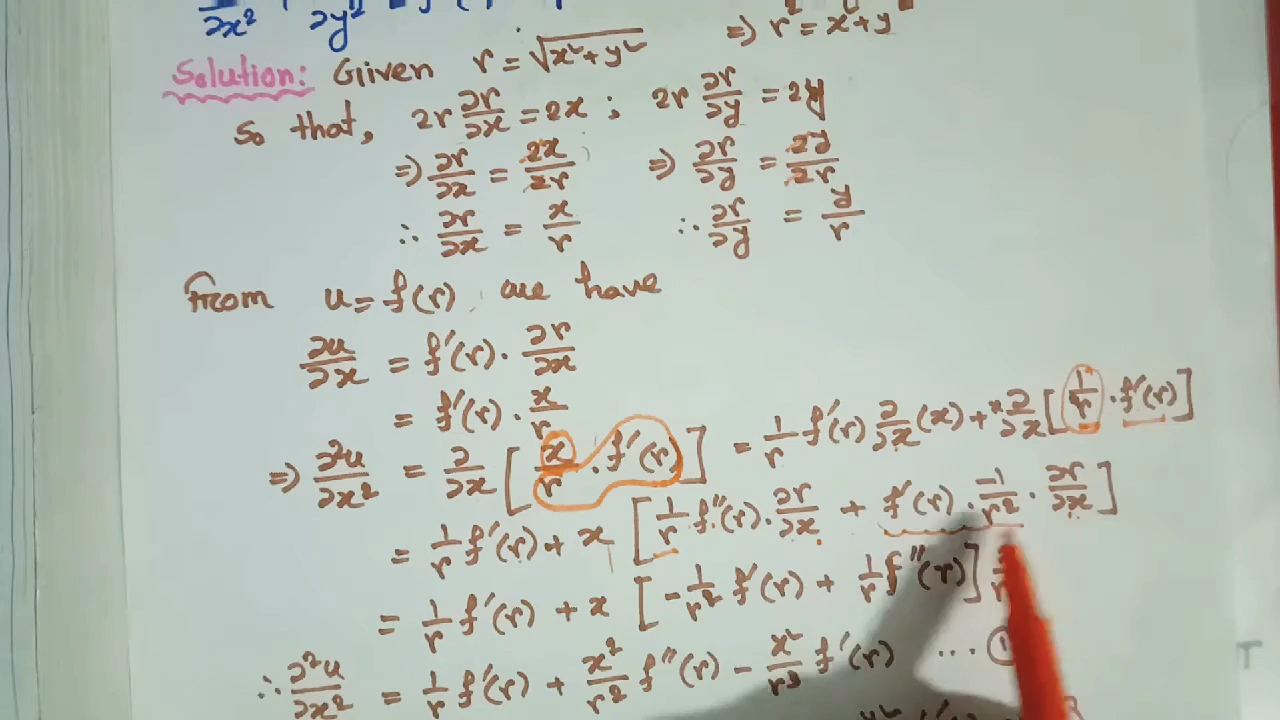 ∂x² ∂y²
Solution: Given r = √x²+y² ⇒ r² = x²+y²
So that, 2r ∂r/∂x = 2x ; 2r ∂r/∂y = 2y
⇒ ∂r/∂x = 2x/2r ⇒ ∂r/∂y = 2y/2r
∴ ∂r/∂x = x/r ∴ ∂r/∂y = y/r
From u = f(r), we have
∂u/∂x = f′(r) · ∂r/∂x
= f′(r) · x/r
⇒ ∂²u/∂x² = ∂/∂x [x/r · f′(r)] = 1/r f′(r) ∂/∂x (x) + x ∂/∂x [1/r · f′(r)]
= 1/r f′(r) + x [1/r f″(r) · ∂r/∂x + f′(r) · -1/r² · ∂r/∂x]
= 1/r f′(r) + x [-1/r² f′(r) + 1/r f″(r)]
∴ ∂²u/∂x² = 1/r f′(r) + x²/r² f″(r) - x²/r³ f′(r) ... ①